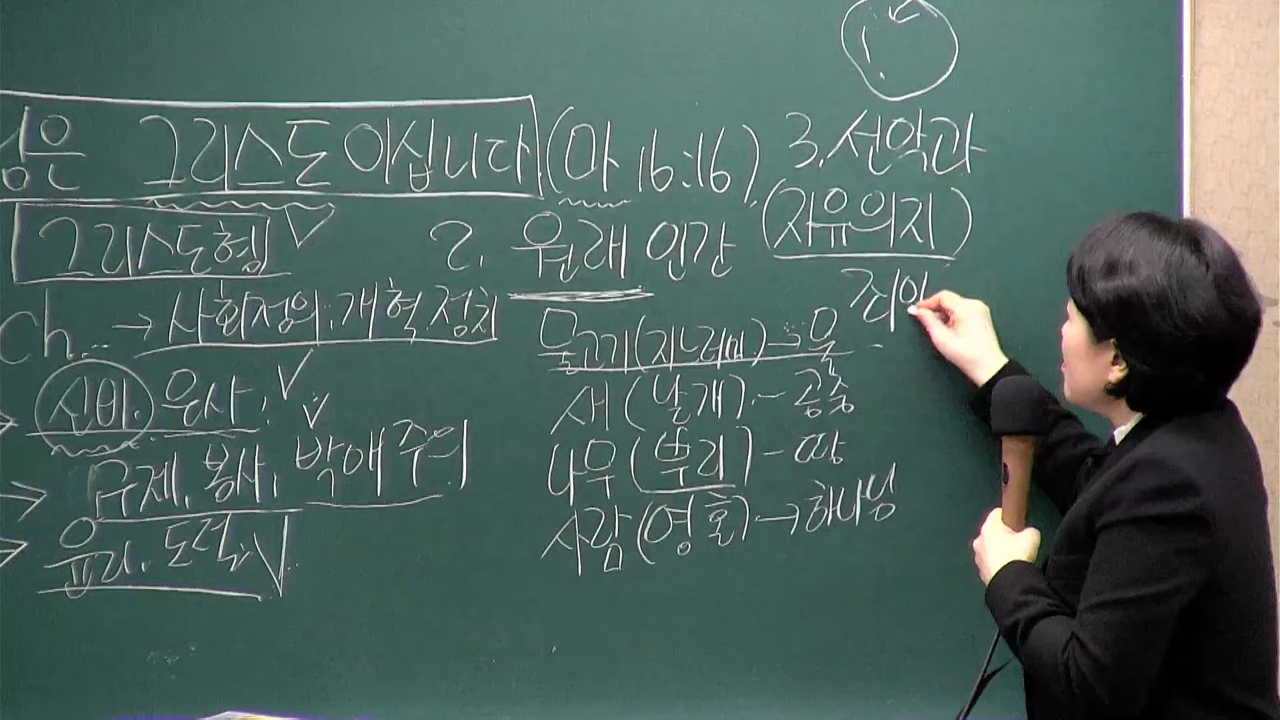 심은 그리스도이십니다. (마 16:16)
그리스도형
ch... → 사회정의, 개혁, 정치
신비, 은사,
→ 구제, 봉사, 박애주의
→ 윤리, 도덕
2. 원래 인간
물고기(지느러미) → 물
새(날개) - 공중
나무(뿌리) - 땅
사람(영혼) → 하나님
3. 선악과
(자유의지)
죄의